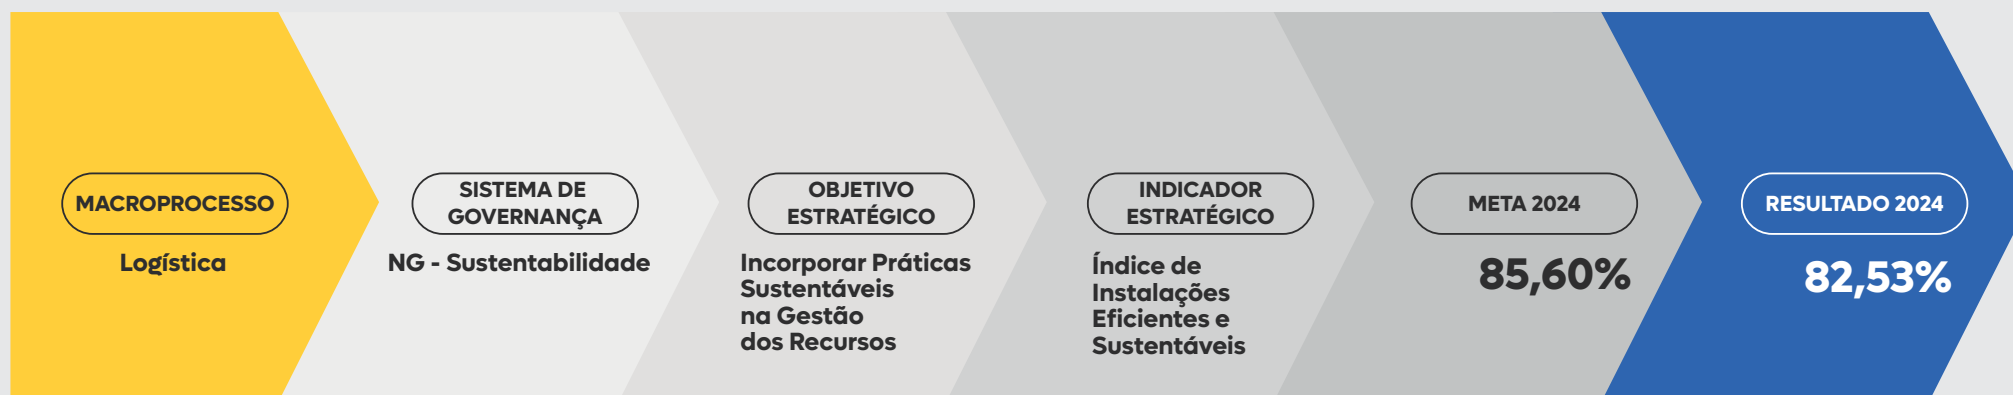 MACROPROCESSO
Logística
SISTEMA DE
GOVERNANÇA
NG - Sustentabilidade
OBJETIVO
ESTRATÉGICO
Incorporar Práticas
Sustentáveis
na Gestão
dos Recursos
INDICADOR
ESTRATÉGICO
Índice de
Instalações
Eficientes e
Sustentáveis
META 2024
85,60%
RESULTADO 2024
82,53%